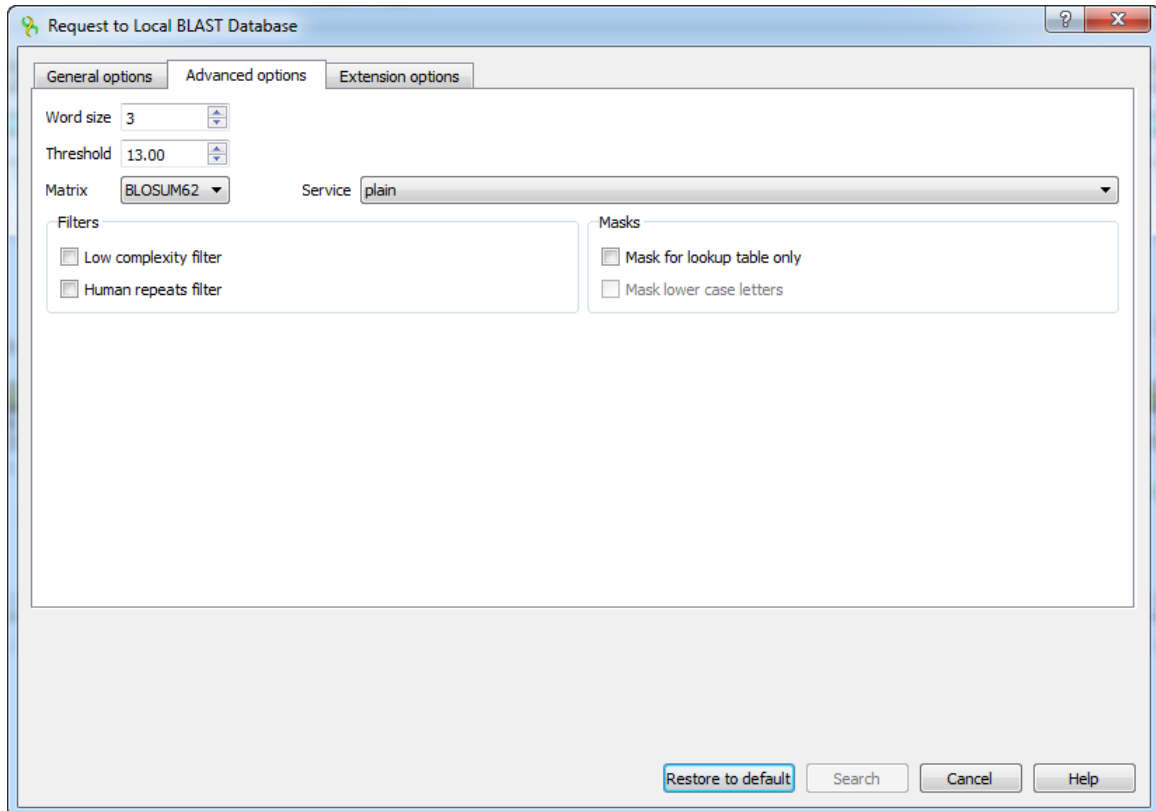 Request to Local BLAST Database
General options Advanced options Extension options
Word size 3
Threshold 13.00
Matrix BLOSUM62 Service plain
Filters Masks
Low complexity filter Mask for lookup table only
Human repeats filter Mask lower case letters
Restore to default Search Cancel Help